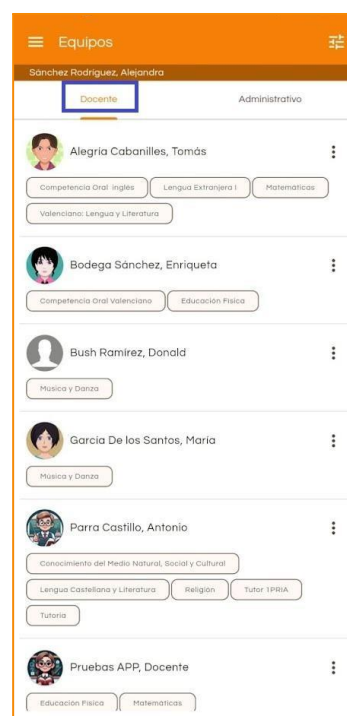 Equipos
Sánchez Rodríguez, Alejandra
Docente Administrativo
Alegría Cabanilles, Tomás
Competencia Oral inglés Lengua Extranjera I Matemáticas
Valenciano: Lengua y Literatura
Bodega Sánchez, Enriqueta
Competencia Oral Valenciano Educación Física
Bush Ramírez, Donald
Música y Danza
García De los Santos, María
Música y Danza
Parra Castillo, Antonio
Conocimiento del Medio Natural, Social y Cultural
Lengua Castellana y Literatura Religión Tutor 1PRIA
Tutoría
Pruebas APP, Docente
Educación Física Matemáticas